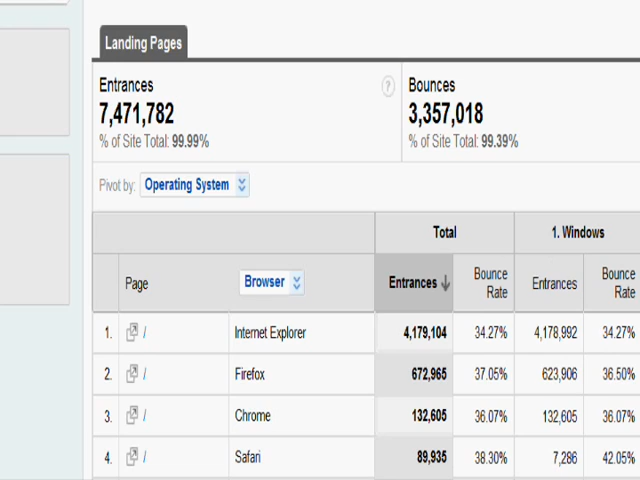 Landing Pages
Entrances ? Bounces
7,471,782 3,357,018
% of Site Total: 99.99% % of Site Total: 99.39%
Pivot by: Operating System
Total 1. Windows
Page Browser Entrances Bounce Rate Entrances Bounce Rate
1. / Internet Explorer 4,179,104 34.27% 4,178,992 34.27%
2. / Firefox 672,965 37.05% 623,906 36.50%
3. / Chrome 132,605 36.07% 132,605 36.07%
4. / Safari 89,935 38.30% 7,286 42.05%